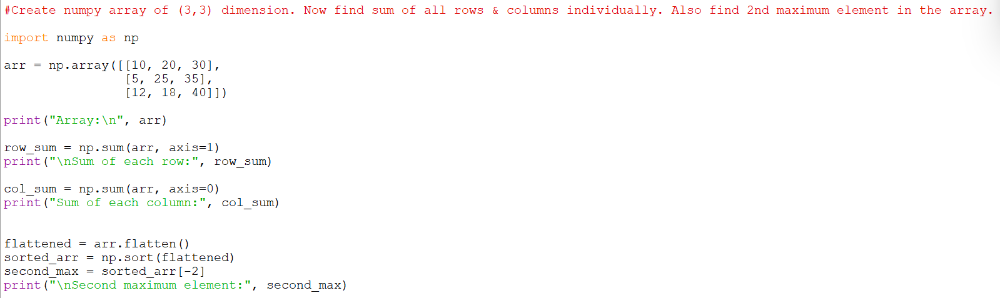 #Create numpy array of (3,3) dimension. Now find sum of all rows & columns individually. Also find 2nd maximum element in the array.
import numpy as np
arr = np.array([[10, 20, 30],
                [5, 25, 35],
                [12, 18, 40]])
print("Array:\n", arr)
row_sum = np.sum(arr, axis=1)
print("\nSum of each row:", row_sum)
col_sum = np.sum(arr, axis=0)
print("Sum of each column:", col_sum)
flattened = arr.flatten()
sorted_arr = np.sort(flattened)
second_max = sorted_arr[-2]
print("\nSecond maximum element:", second_max)